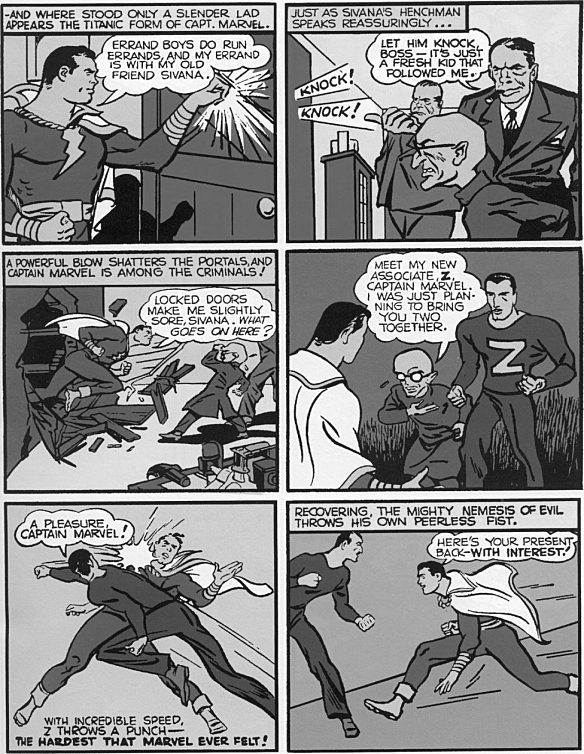 -AND WHERE STOOD ONLY A SLENDER LAD
APPEARS THE TITANIC FORM OF CAPT. MARVEL.
ERRAND BOYS DO RUN
ERRANDS, AND MY ERRAND
IS WITH MY OLD
FRIEND SIVANA.
JUST AS SIVANA'S HENCHMAN
SPEAKS REASSURINGLY...
LET HIM KNOCK,
BOSS - IT'S JUST
A FRESH KID THAT
FOLLOWED ME.
KNOCK!
KNOCK!
A POWERFUL BLOW SHATTERS THE PORTALS, AND
CAPTAIN MARVEL IS AMONG THE CRIMINALS!
LOCKED DOORS
MAKE ME SLIGHTLY
SORE, SIVANA. WHAT
GOES ON HERE?
MEET MY NEW
ASSOCIATE, Z,
CAPTAIN MARVEL.
I WAS JUST PLAN-
NING TO BRING
YOU TWO
TOGETHER.
Z
A PLEASURE,
CAPTAIN MARVEL!
WITH INCREDIBLE SPEED,
Z THROWS A PUNCH—
THE HARDEST THAT MARVEL EVER FELT!
RECOVERING, THE MIGHTY NEMESIS OF EVIL
THROWS HIS OWN PEERLESS FIST.
HERE'S YOUR PRESENT
BACK-WITH INTEREST!